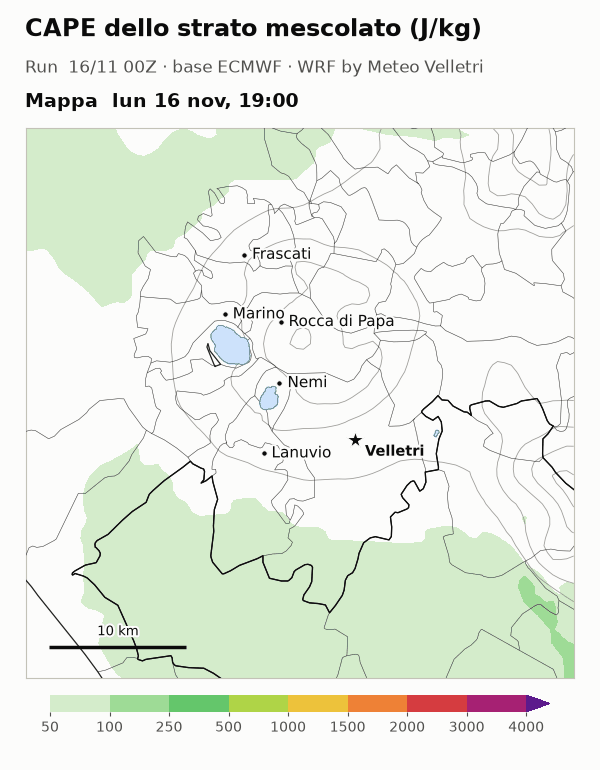 CAPE dello strato mescolato (J/kg)
Run  16/11 00Z · base ECMWF · WRF by Meteo Velletri
Mappa  lun 16 nov, 19:00
Frascati
Marino
Rocca di Papa
Nemi
Velletri
Lanuvio
10 km
50 100 250 500 1000 1500 2000 3000 4000